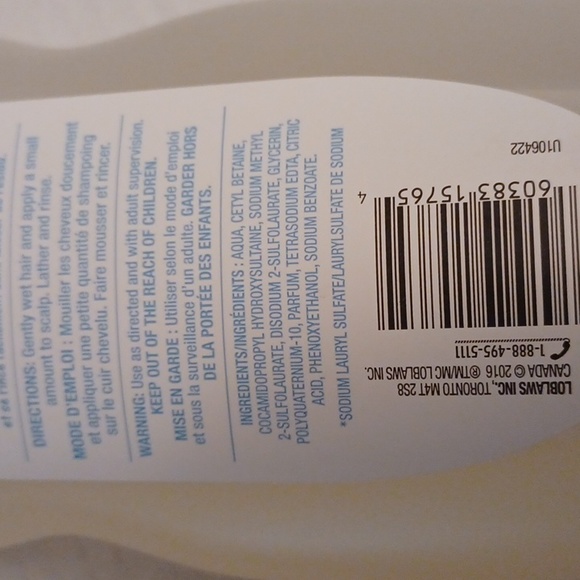 DIRECTIONS: Gently wet hair and apply a small
amount to scalp. Lather and rinse.
MODE D'EMPLOI : Mouiller les cheveux doucement
et appliquer une petite quantité de shampoing
sur le cuir chevelu. Faire mousser et rincer.
WARNING: Use as directed and with adult supervision.
KEEP OUT OF THE REACH OF CHILDREN.
MISE EN GARDE : Utiliser selon le mode d'emploi
et sous la surveillance d'un adulte. GARDER HORS
DE LA PORTÉE DES ENFANTS.
INGREDIENTS/INGRÉDIENTS : AQUA, CETYL BETAINE,
COCAMIDOPROPYL HYDROXYSULTAINE, SODIUM METHYL
2-SULFOLAURATE, DISODIUM 2-SULFOLAURATE, GLYCERIN,
POLYQUATERNIUM-10, PARFUM, TETRASODIUM EDTA, CITRIC
ACID, PHENOXYETHANOL, SODIUM BENZOATE.
*SODIUM LAURYL SULFATE/LAURYLSULFATE DE SODIUM
LOBLAWS INC., TORONTO M4T 2S8
CANADA © 2016 ®TM/MC LOBLAWS INC.
1-888-495-5111
60383 15765 4
U106422